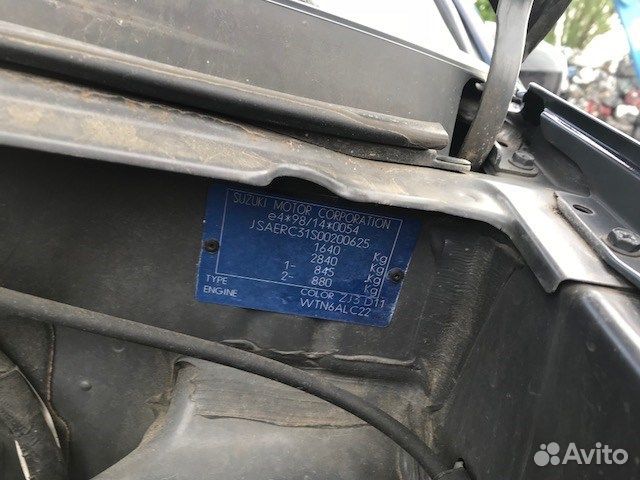 SUZUKI MOTOR CORPORATION
e4*98/14*0054
JSAERC31S00200625
1640 Kg
2840 Kg
1- 845 Kg
2- 880 Kg
TYPE COLOR ZJ3 D11
ENGINE WTN6ALC22
Avito